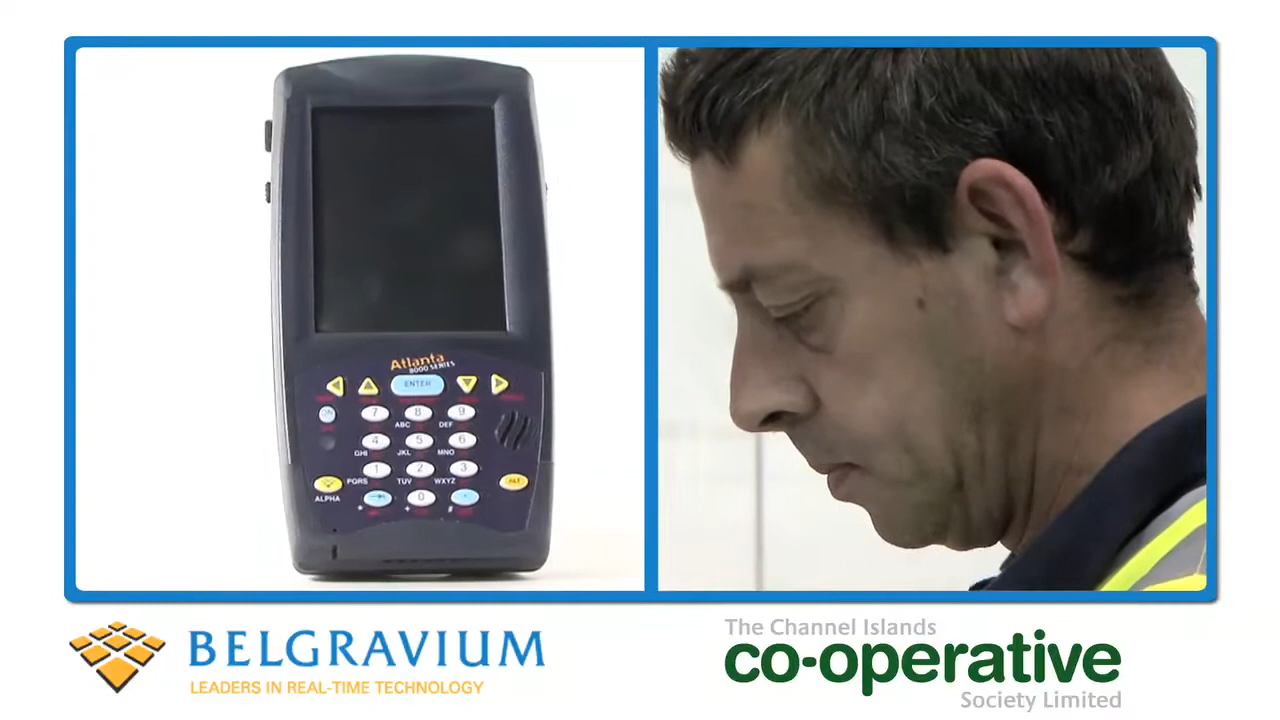 Atlanta
8000 SERIES
ENTER
ON
7 8 9
ABC DEF
4 5 6
GHI JKL MNO
1 2 3
PQRS TUV WXYZ
ALPHA
ALT
0
* + #
BELGRAVIUM
LEADERS IN REAL-TIME TECHNOLOGY
The Channel Islands
co-operative
Society Limited